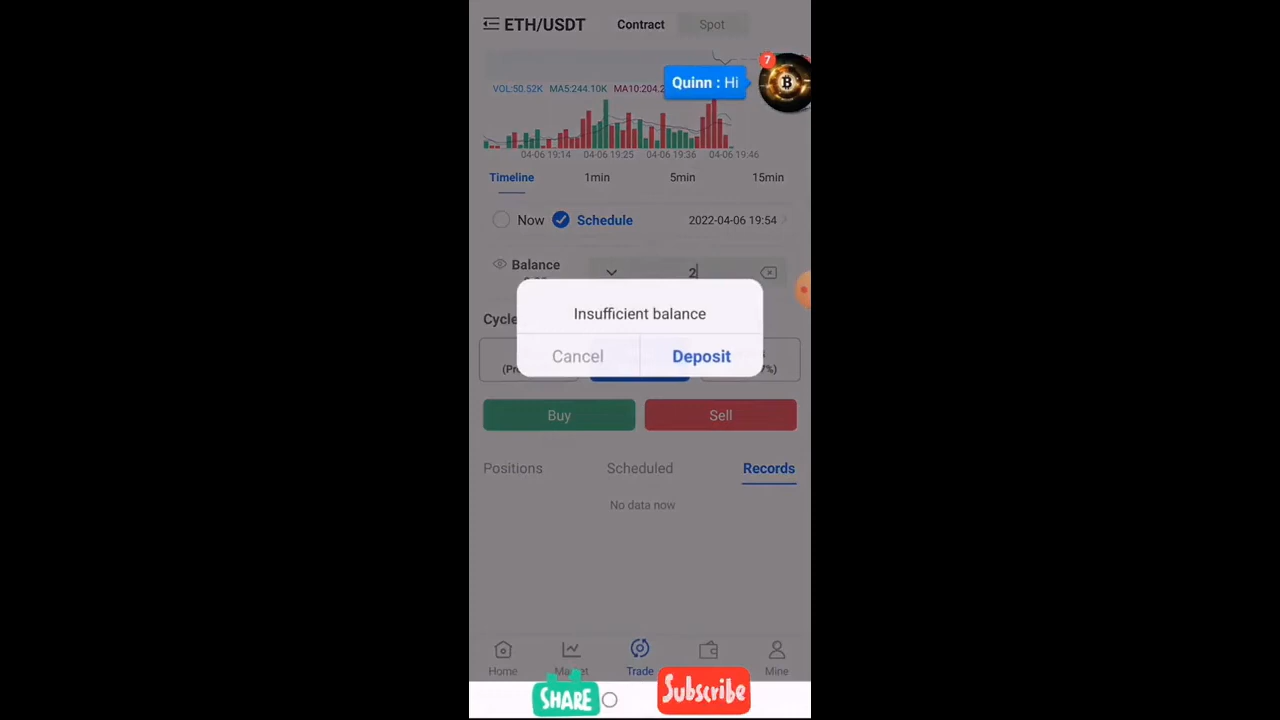 ETH/USDT Contract Spot
7
Quinn : Hi
VOL:50.52K MA5:244.10K MA10:204.2
04-06 19:14 04-06 19:25 04-06 19:36 04-06 19:46
Timeline 1min 5min 15min
Now Schedule 2022-04-06 19:54
Balance 2
Insufficient balance
Cycle
Cancel Deposit
(Pr 7%)
Buy Sell
Positions Scheduled Records
No data now
Home Market Trade Mine
SHARE Subscribe